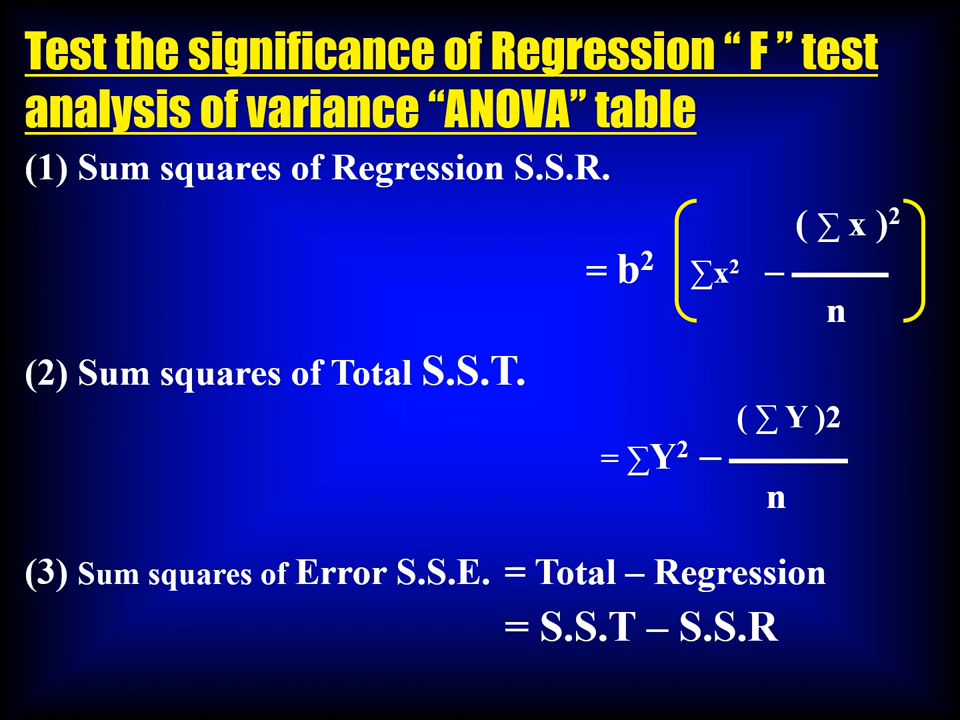 Test the significance of Regression “ F ” test
analysis of variance “ANOVA” table
(1) Sum squares of Regression S.S.R.
( ∑ x )²
= b² ∑x² –
n
(2) Sum squares of Total S.S.T.
( ∑ Y )2
= ∑Y² –
n
(3) Sum squares of Error S.S.E. = Total – Regression
= S.S.T – S.S.R